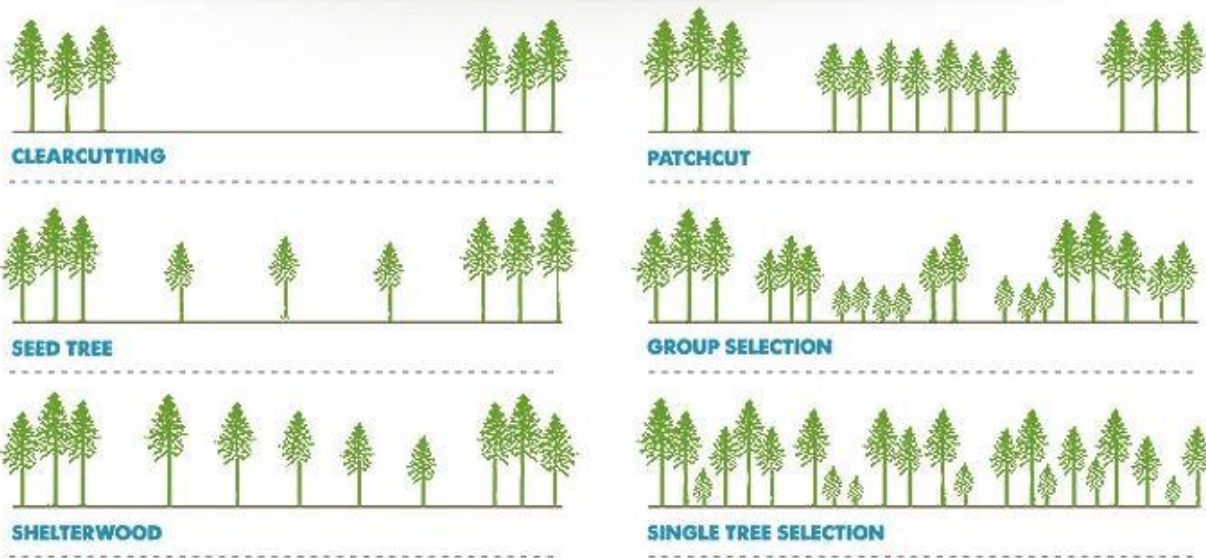 CLEARCUTTING
PATCHCUT
SEED TREE
GROUP SELECTION
SHELTERWOOD
SINGLE TREE SELECTION